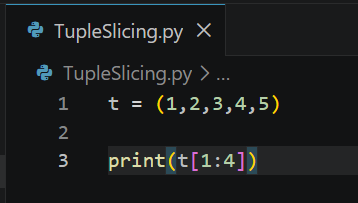 TupleSlicing.py
TupleSlicing.py > ...
1 t = (1,2,3,4,5)
2
3 print(t[1:4])